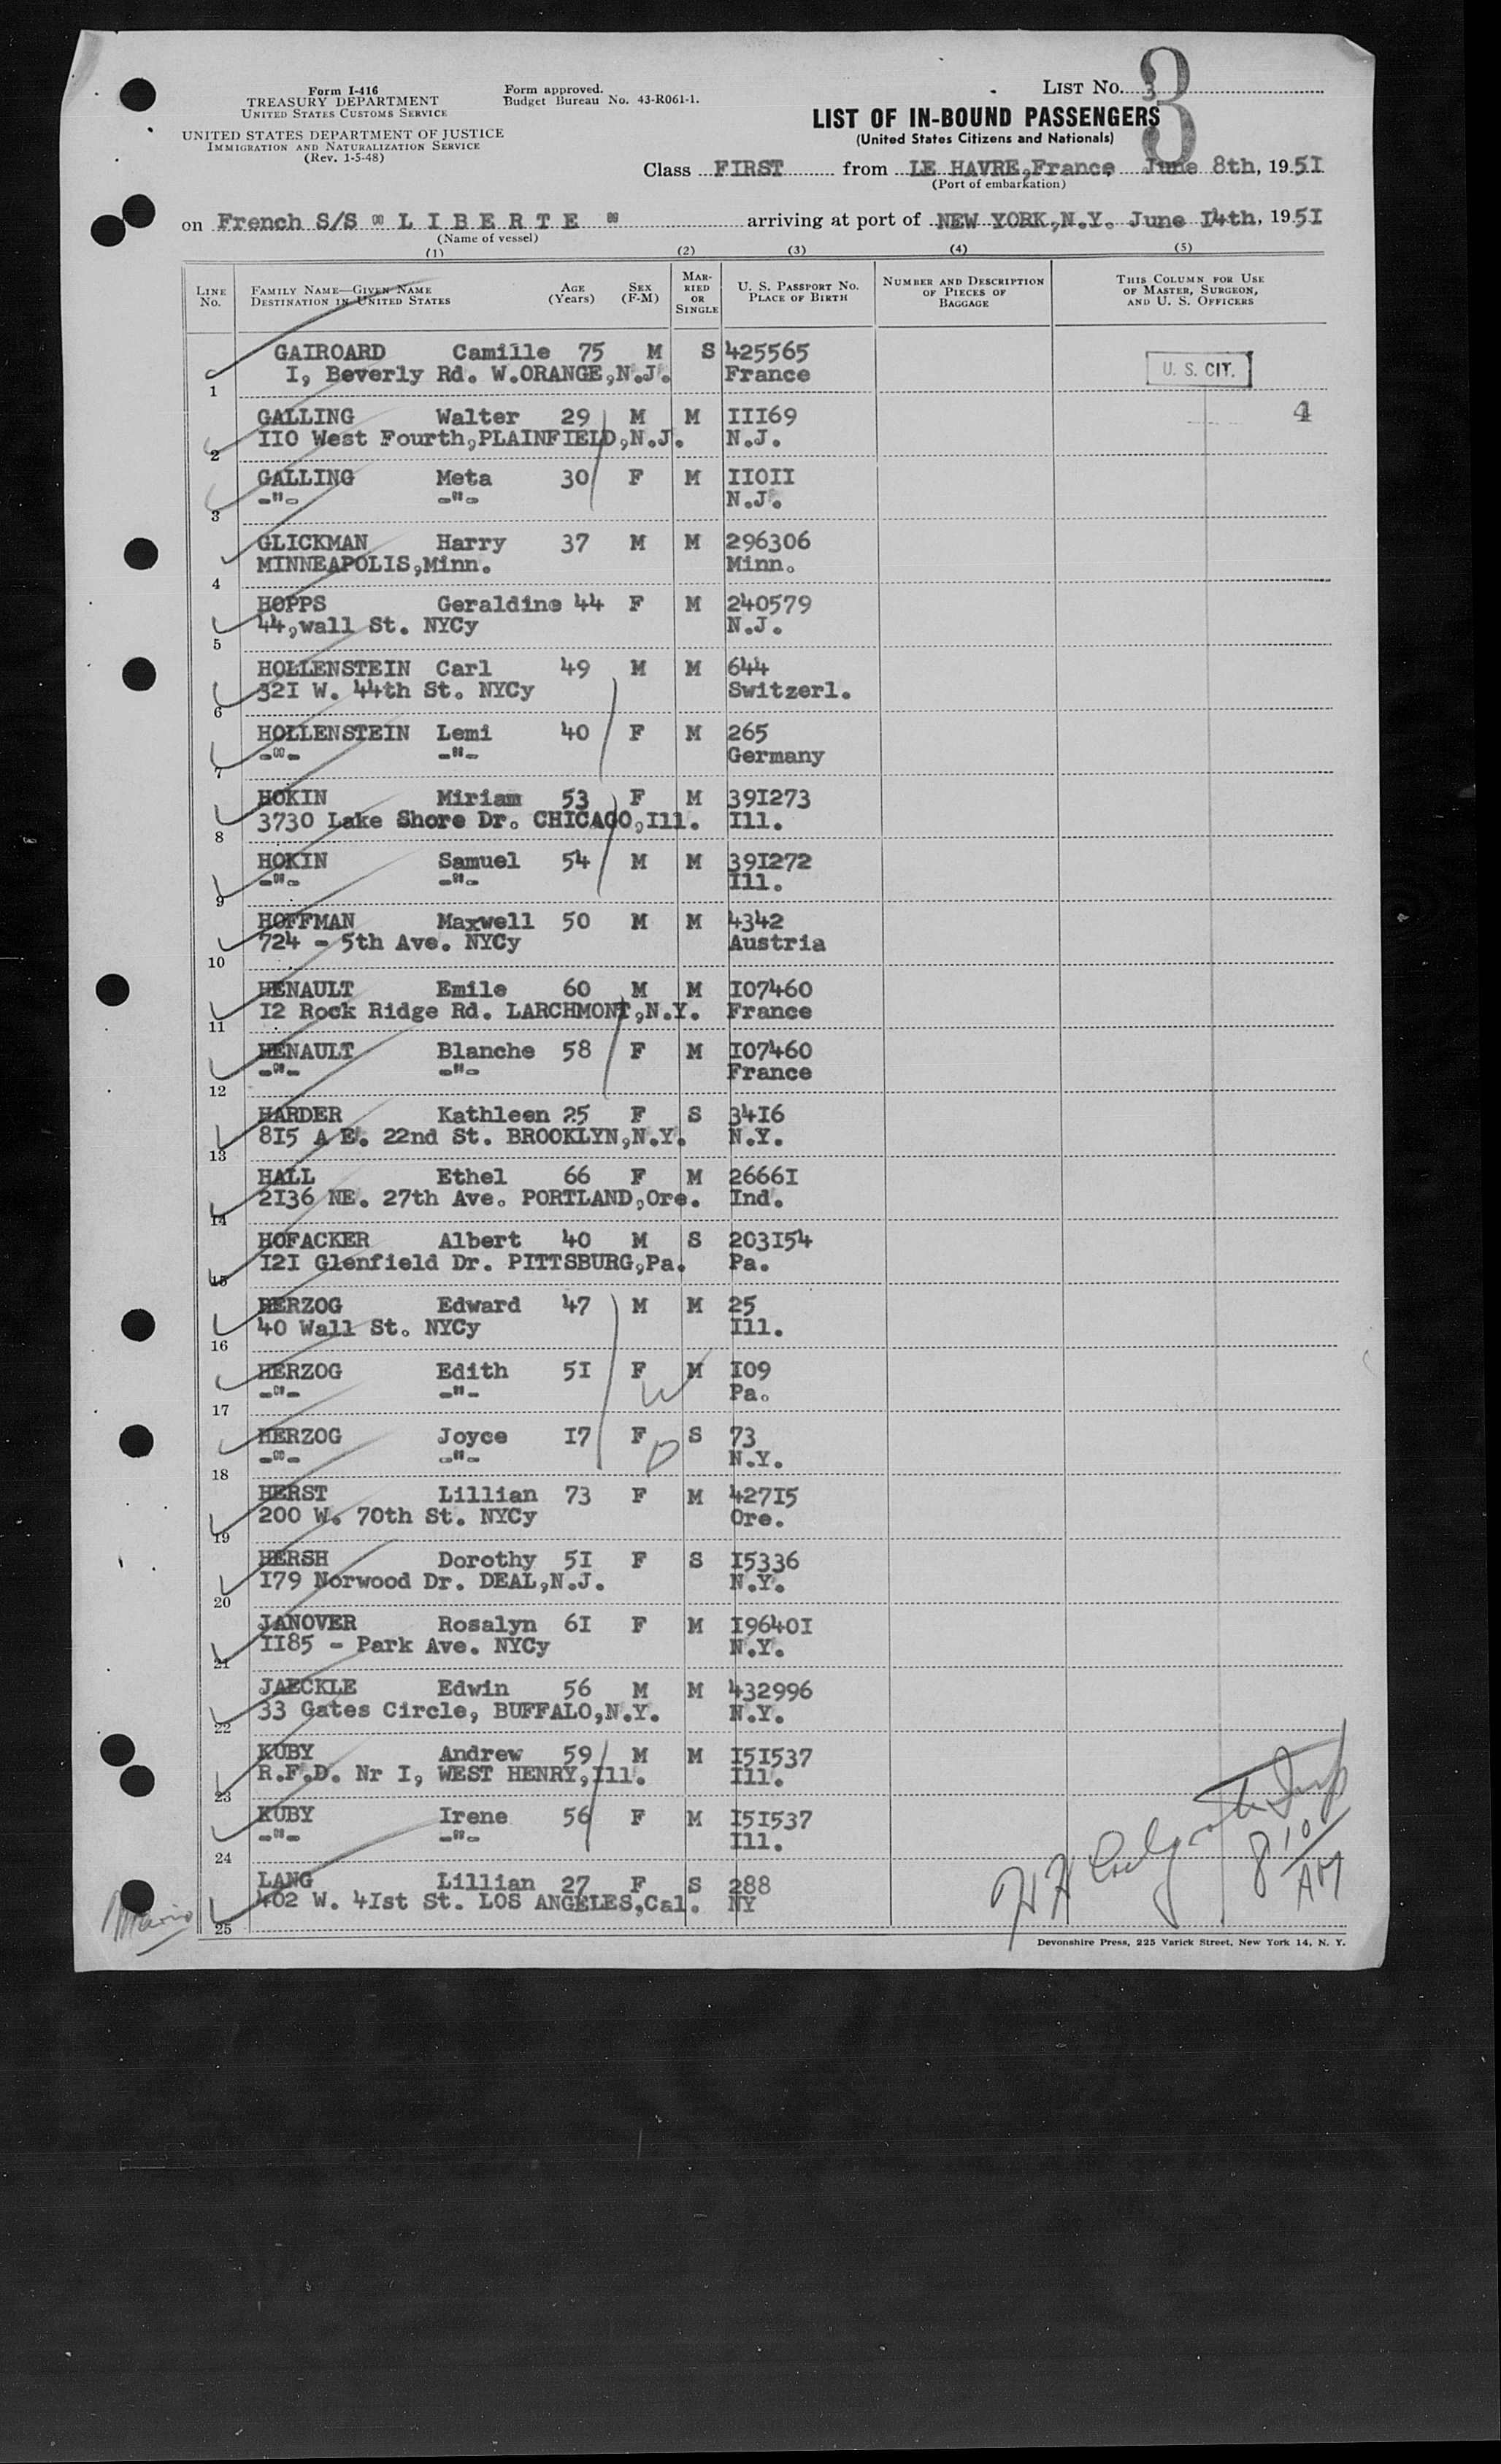 Form I-416
TREASURY DEPARTMENT
UNITED STATES CUSTOMS SERVICE
UNITED STATES DEPARTMENT OF JUSTICE
IMMIGRATION AND NATURALIZATION SERVICE
(Rev. 1-5-48)
Form approved.
Budget Bureau No. 43-R061-1.
LIST NO. 3
3
LIST OF IN-BOUND PASSENGERS
(United States Citizens and Nationals)
Class FIRST from LE HAVRE, France, June 8th, 1951
(Port of embarkation)
on French S/S " L I B E R T E " arriving at port of NEW YORK, N.Y. June I4th, 1951
(Name of vessel)
(1) (2) (3) (4) (5)
LINE No. FAMILY NAME—GIVEN NAME DESTINATION IN UNITED STATES AGE (Years) SEX (F-M) MARRIED OR SINGLE U. S. PASSPORT NO. PLACE OF BIRTH NUMBER AND DESCRIPTION OF PIECES OF BAGGAGE THIS COLUMN FOR USE OF MASTER, SURGEON, AND U. S. OFFICERS
GAIROARD Camille 75 M S 425565
1 I, Beverly Rd. W.ORANGE,N.J. France U. S. CIT.
GALLING Walter 29 M M III69 4
2 IIO West Fourth,PLAINFIELD,N.J. N.J.
GALLING Meta 30 F M IIOII
3 -"- -"- N.J.
GLICKMAN Harry 37 M M 296306
4 MINNEAPOLIS,Minn. Minn.
HOPPS Geraldine 44 F M 240579
5 44,wall St. NYCy N.J.
HOLLENSTEIN Carl 49 M M 644
6 32I W. 44th St. NYCy Switzerl.
HOLLENSTEIN Lemi 40 F M 265
7 -"- -"- Germany
HOKIN Miriam 53 F M 39I273
8 3730 Lake Shore Dr. CHICAGO,Ill. Ill.
HOKIN Samuel 54 M M 39I272
9 -"- -"- Ill.
HOFFMAN Maxwell 50 M M 4342
10 724 - 5th Ave. NYCy Austria
HENAULT Emile 60 M M I07460
11 I2 Rock Ridge Rd. LARCHMONT,N.Y. France
HENAULT Blanche 58 F M I07460
12 -"- -"- France
HARDER Kathleen 25 F S 34I6
13 8I5 A E. 22nd St. BROOKLYN,N.Y. N.Y.
HALL Ethel 66 F M 2666I
14 2I36 NE. 27th Ave. PORTLAND,Ore. Ind.
HOFACKER Albert 40 M S 203I54
15 I2I Glenfield Dr. PITTSBURG,Pa. Pa.
HERZOG Edward 47 M M 25
16 40 Wall St. NYCy Ill.
HERZOG Edith 5I F M I09
17 -"- -"- W Pa.
HERZOG Joyce I7 F S 73
18 -"- -"- D N.Y.
HERST Lillian 73 F M 427I5
19 200 W. 70th St. NYCy Ore.
HERSH Dorothy 5I F S I5336
20 I79 Norwood Dr. DEAL,N.J. N.Y.
JANOVER Rosalyn 6I F M I9640I
21 II85 - Park Ave. NYCy N.Y.
JAECKLE Edwin 56 M M 432996
22 33 Gates Circle, BUFFALO,N.Y. N.Y.
KUBY Andrew 59 M M I5I537
23 R.F.D. Nr I, WEST HENRY,Ill. Ill.
KUBY Irene 56 F M I5I537
24 -"- -"- Ill.
LANG Lillian 27 F S 288
25 402 W. 4Ist St. LOS ANGELES,Cal. NY
8 10 AM
Devonshire Press, 225 Varick Street, New York 14, N. Y.